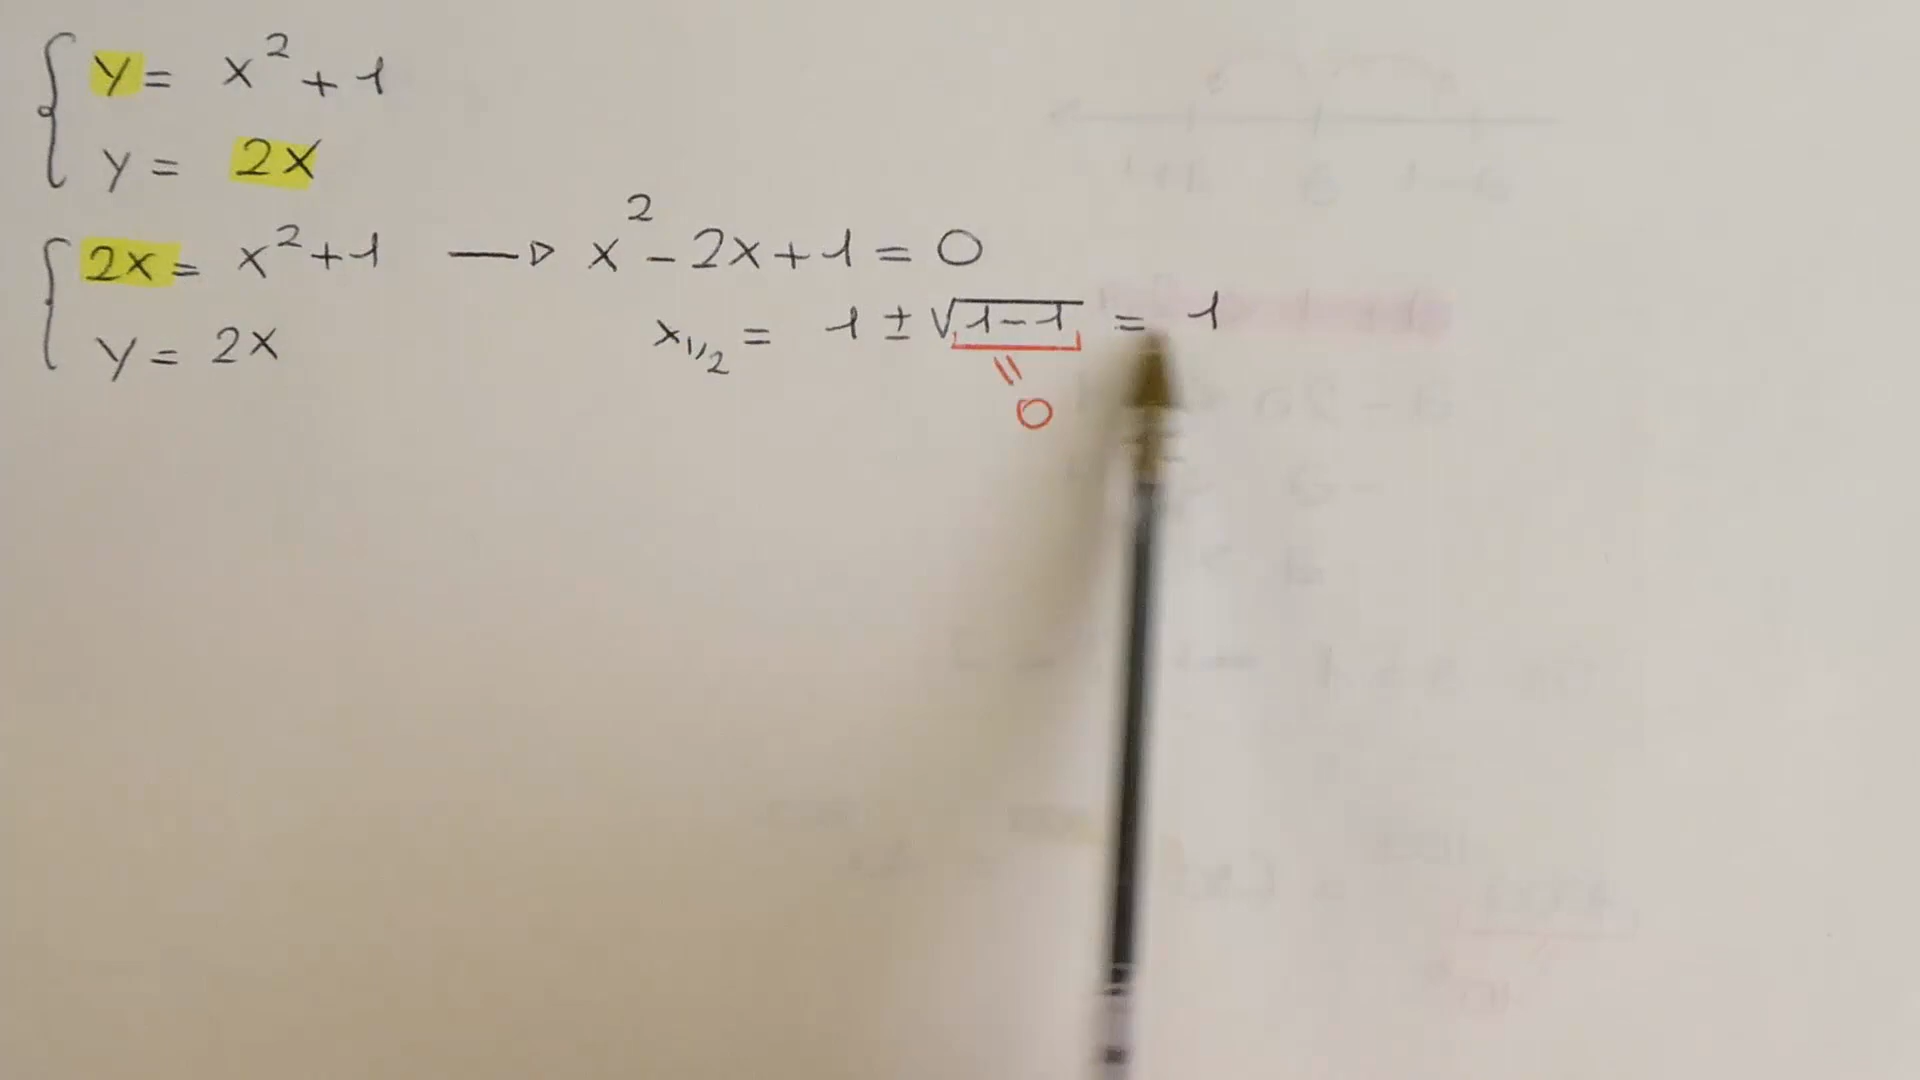 y = x² + 1
y = 2x
2x = x² + 1 → x² - 2x + 1 = 0
y = 2x
x₁/₂ = 1 ± √1-1 = 1
= 0